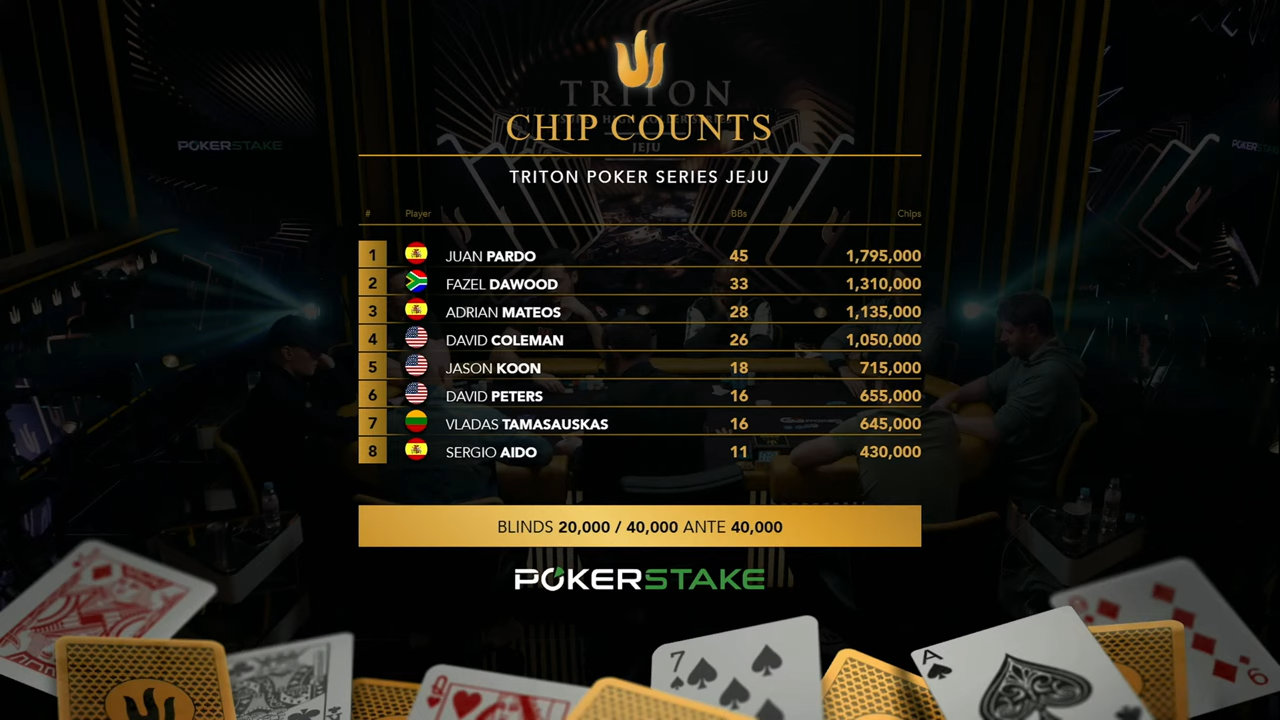 TRITON
CHIP COUNTS
JEJU
POKERSTAKE
TRITON POKER SERIES JEJU
# Player BBs Chips
1 JUAN PARDO 45 1,795,000
2 FAZEL DAWOOD 33 1,310,000
3 ADRIAN MATEOS 28 1,135,000
4 DAVID COLEMAN 26 1,050,000
5 JASON KOON 18 715,000
6 DAVID PETERS 16 655,000
7 VLADAS TAMASAUSKAS 16 645,000
8 SERGIO AIDO 11 430,000
BLINDS 20,000 / 40,000 ANTE 40,000
POKERSTAKE
7
A
Q
9